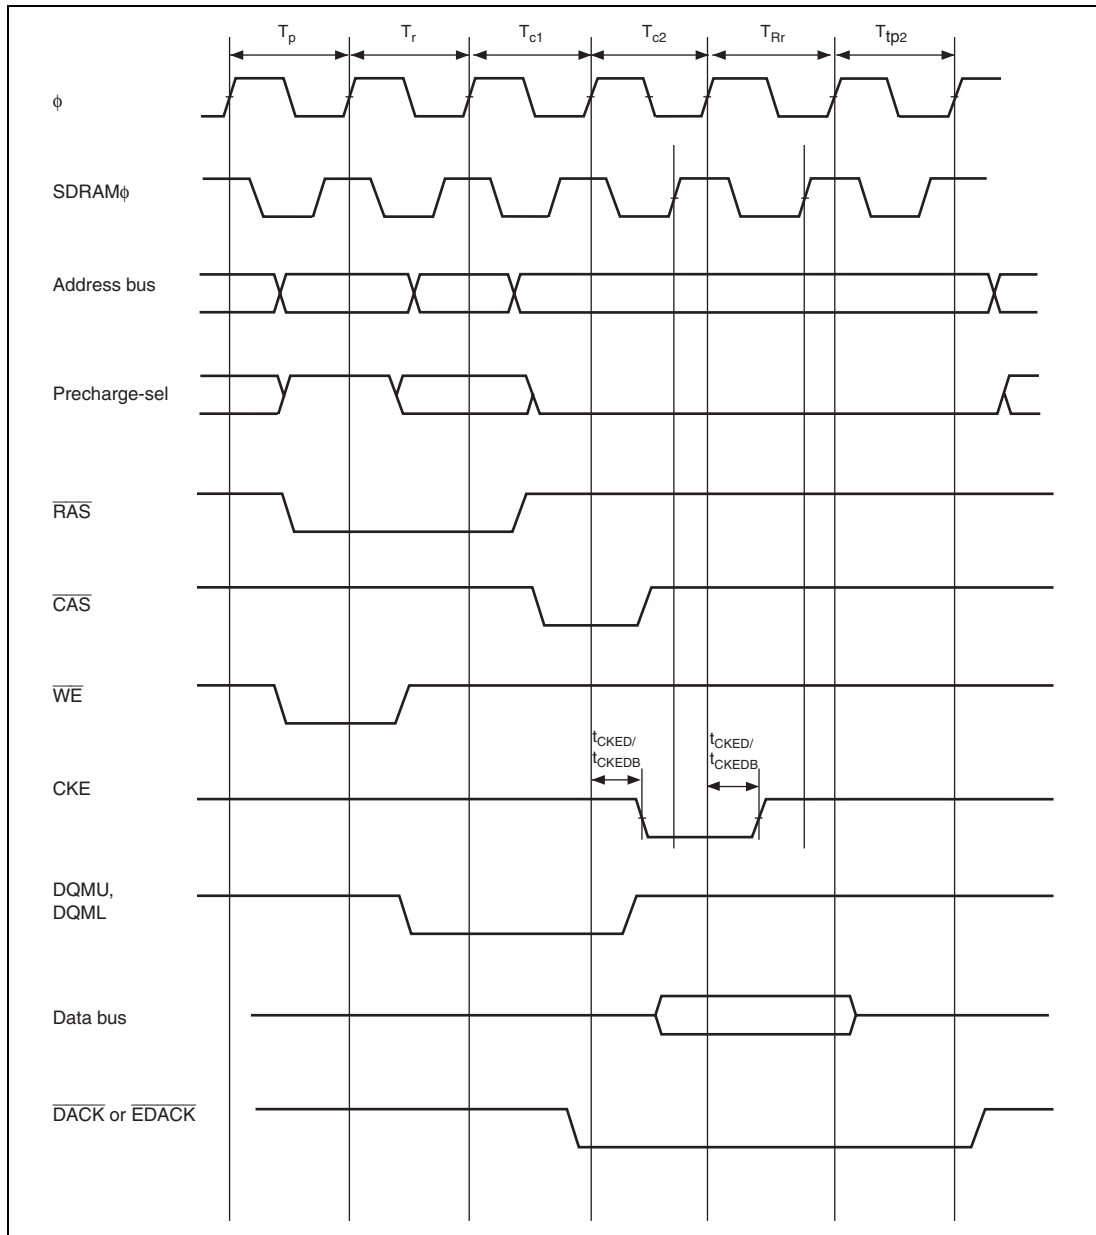 Tp Tr Tc1 Tc2 TRr Ttp2
ϕ
SDRAMϕ
Address bus
Precharge-sel
RAS
CAS
WE
tCKED/ tCKED/
tCKEDB tCKEDB
CKE
DQMU,
DQML
Data bus
DACK or EDACK